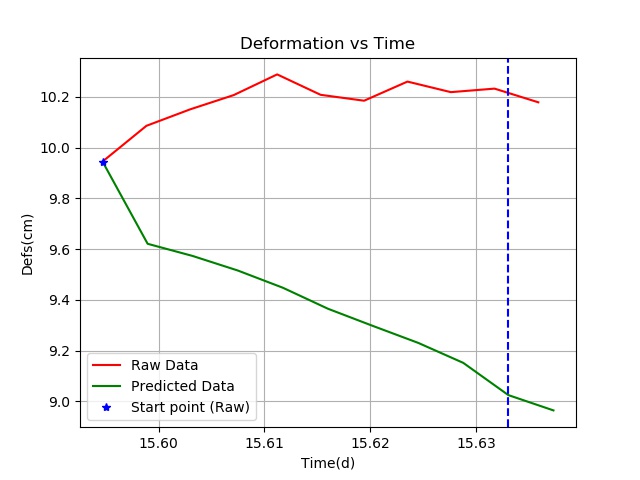 Deformation vs Time
10.2
10.0
9.8
9.6
9.4
9.2
9.0
Defs(cm)
Raw Data
Predicted Data
Start point (Raw)
15.60 15.61 15.62 15.63
Time(d)